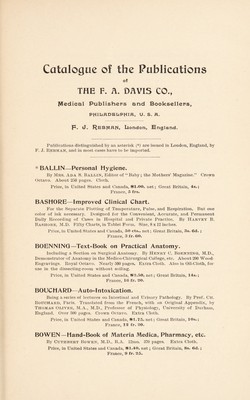 Catalogue of the Publications
of
THE F. A. DAVIS CO.,
Medical Publishers and Booksellers,
PHILADELPHIA, U. S. A.
F. J. REBMAN, London, England.
Publications distinguished by an asterisk (*) are issued in London, England, by
F. J. REBMAN, and in most cases have to be imported.
*BALLIN—Personal Hygiene.
By MRS. ADA S. BALLIN, Editor of "Baby; the Mothers' Magazine." CROWN
OCTAVO. About 250 pages. Cloth.
Price, in United States and Canada, $1.00, net; Great Britain, 4s.;
France, 5 frs.
BASHORE—Improved Clinical Chart.
For the Separate Plotting of Temperature, Pulse, and Respiration. But one
color of ink necessary. Designed for the Convenient, Accurate, and Permanent
Daily Recording of Cases in Hospital and Private Practice. By HARVEY B.
BASHORE, M.D. Fifty Charts, in Tablet Form. Size, 8 x 12 inches.
Price, in United States and Canada, 50 cts., net; Great Britain, 2s. 6d.;
France, 3 fr. 60.
BOENNING—Text-Book on Practical Anatomy.
Including a Section on Surgical Anatomy. By HENRY C. BOENNING, M.D.,
Demonstrator of Anatomy in the Medico-Chirurgical College, etc. About 200 Wood-
Engravings. ROYAL OCTAVO. Nearly 500 pages. Extra Cloth. Also in Oil-Cloth, for
use in the dissecting-room without soiling.
Price, in United States and Canada, $2.50, net; Great Britain, 14s.;
France, 16 fr. 20.
BOUCHARD—Auto-Intoxication.
Being a series of lectures on Intestinal and Urinary Pathology. By PROF. CH.
BOUCHARD, Paris. Translated from the French, with an Original Appendix, by
THOMAS OLIVER, M.A., M.D., Professor of Physiology, University of Durham,
England. Over 300 pages. CROWN OCTAVO. Extra Cloth.
Price, in United States and Canada, $1.75, net; Great Britain, 10s.;
France, 12 fr. 20.
BOWEN—Hand-Book of Materia Medica, Pharmacy, etc.
By CUTHBERT BOWEN, M.D., B.A. 12mo. 370 pages. Extra Cloth.
Price, in United States and Canada, $1.40, net; Great Britain, 8s. 6d.;
France, 9 fr. 25.